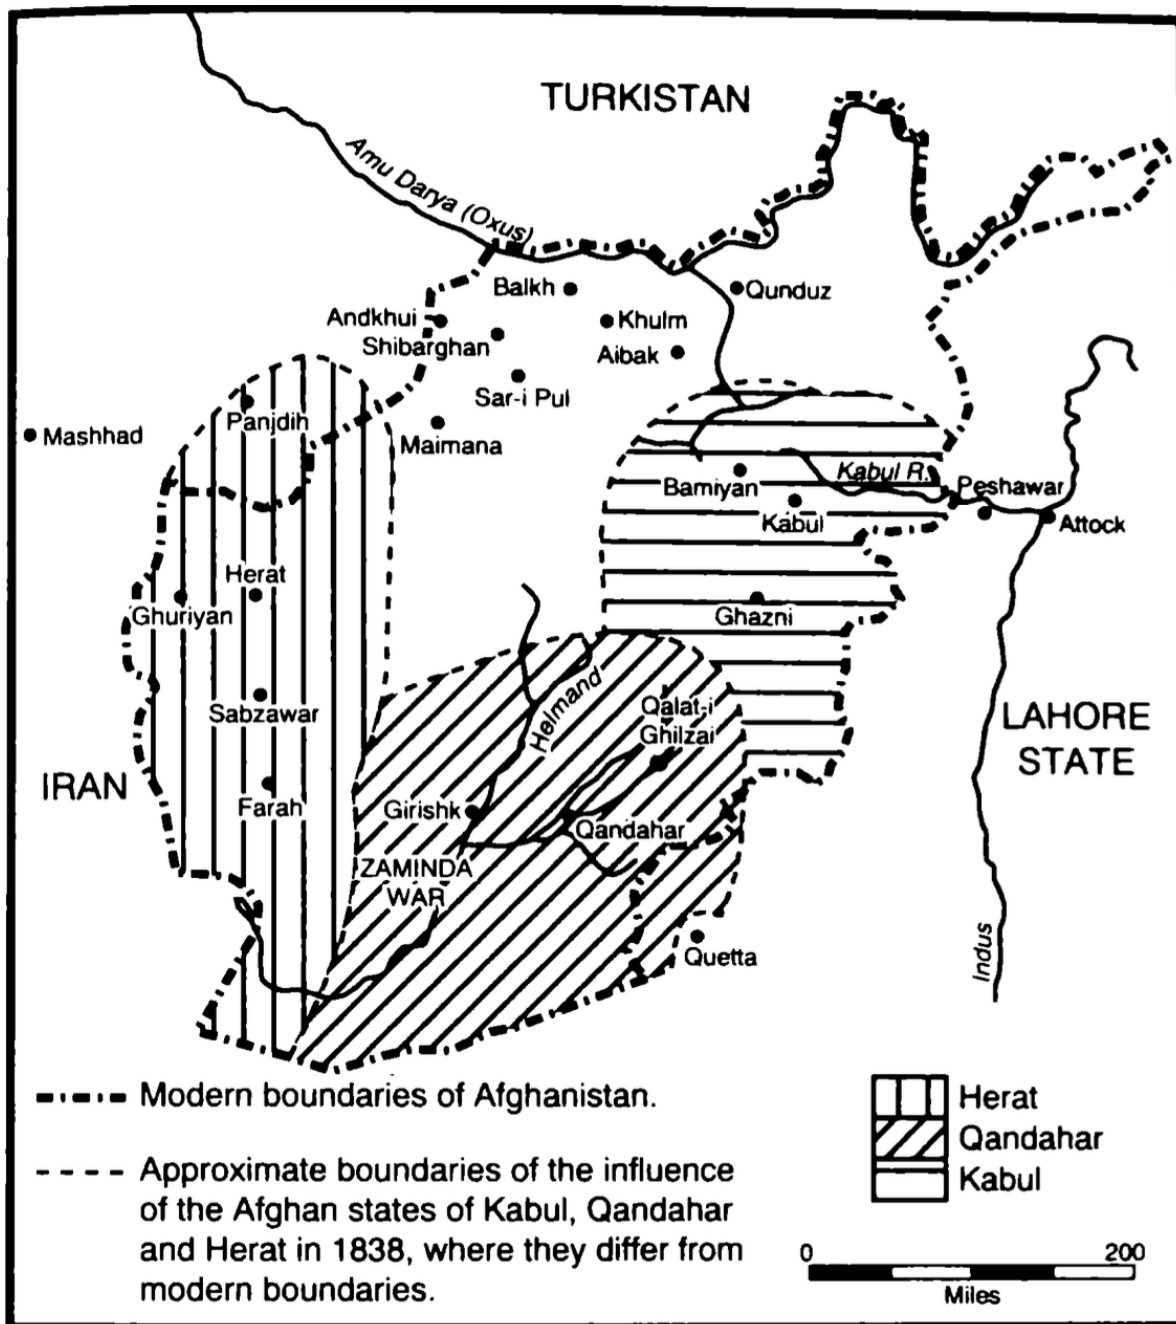 TURKISTAN
Amu Darya (Oxus)
Balkh
Qunduz
Andkhui
Khulm
Shibarghan
Aibak
Sar-i Pul
Panjdih
Mashhad
Maimana
Bamiyan
Kabul R.
Peshawar
Kabul
Attock
Herat
Ghuriyan
Ghazni
Helmand
Qalat-i
Ghilzai
Sabzawar
LAHORE
STATE
IRAN
Farah
Girishk
Qandahar
ZAMINDA
WAR
Quetta
Indus
Modern boundaries of Afghanistan.
Approximate boundaries of the influence
of the Afghan states of Kabul, Qandahar
and Herat in 1838, where they differ from
modern boundaries.
Herat
Qandahar
Kabul
0 200
Miles